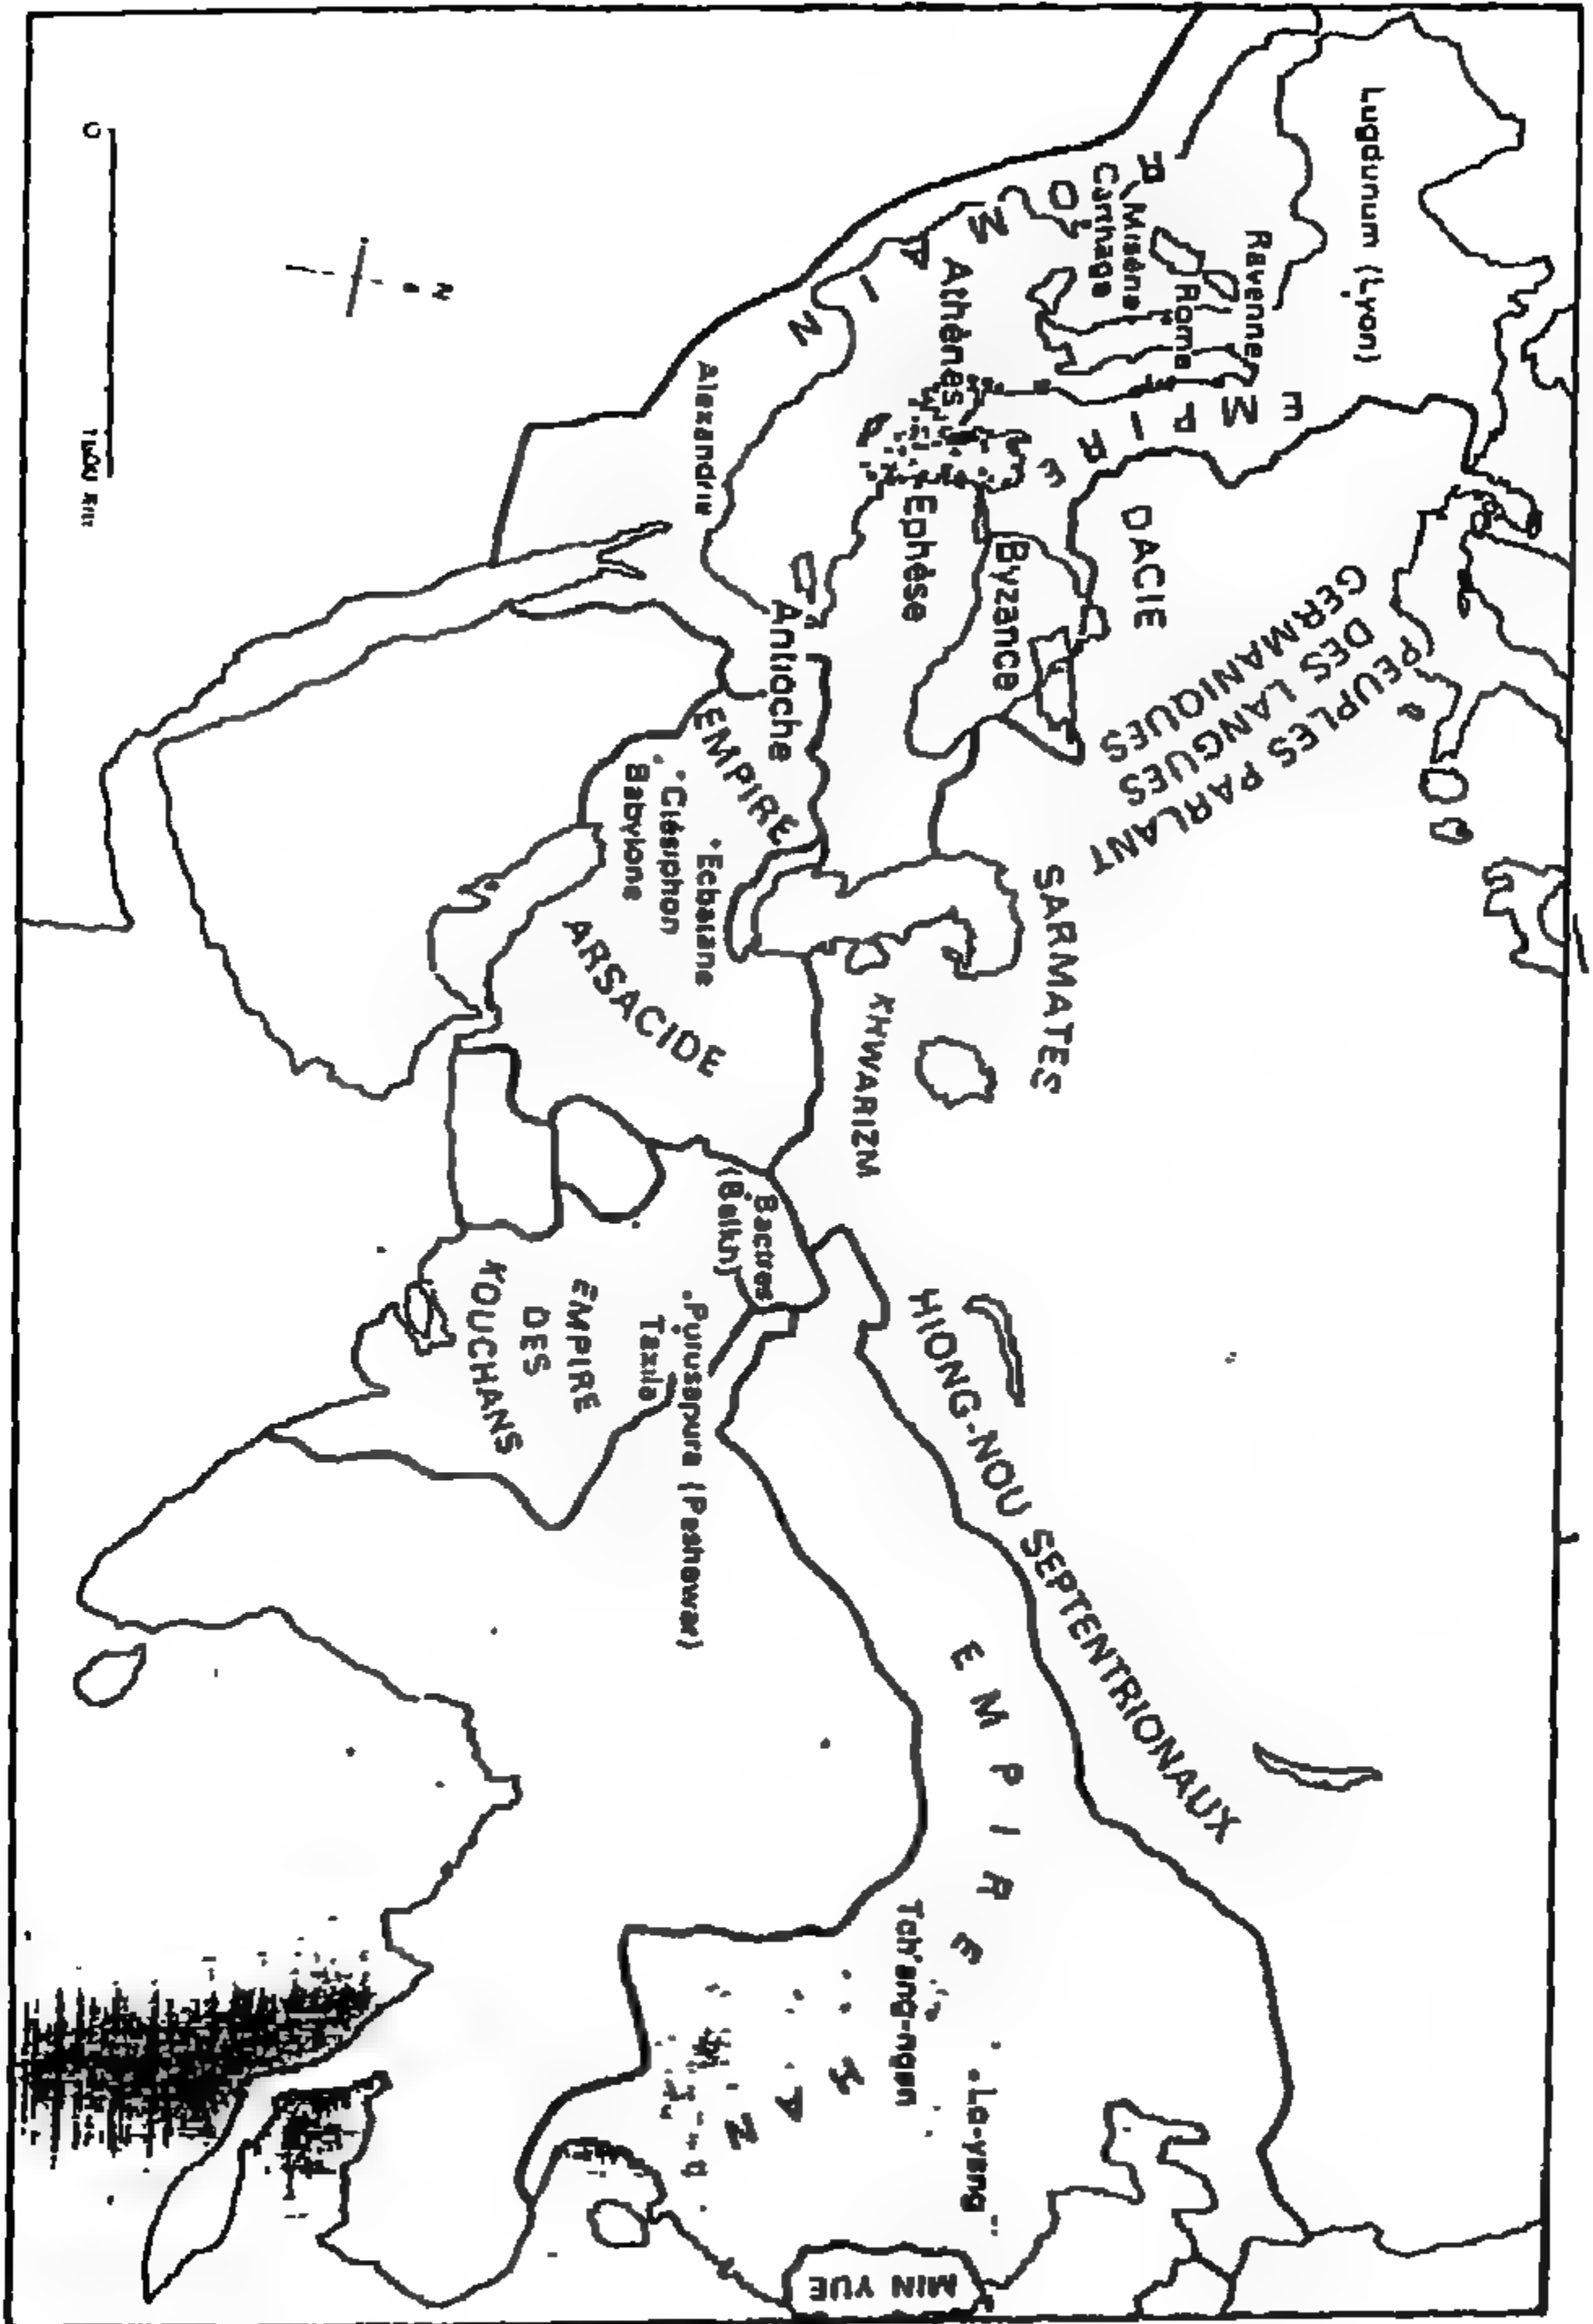 Lugdunum (Lyon)
Ravenne
Rome
Misène
Carthage
EMPIRE
ROMAIN
Athènes
Ephèse
Byzance
DACIE
(PEUPLES PARLANT
DES LANGUES
GERMANIQUES
Alexandrie
Antioche
SARMATES
EMPIRE
ARSACIDE
Ecbatane
Ctésiphon
Babylone
KHWARIZM
Bactres
(Balkh)
Purusapura (Peshawar)
Taxila
EMPIRE
DES
KOUCHANS
HIONG-NOU SEPTENTRIONAUX
EMPIRE
HAN
Tch'ang-ngan
Lo-yang
MIN YUE
N
0